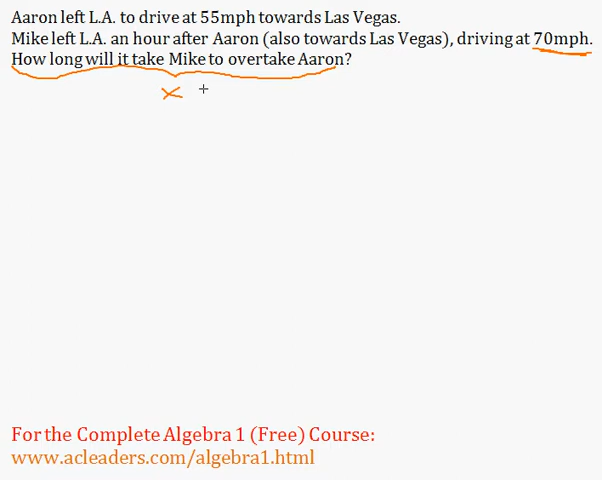 Aaron left L.A. to drive at 55mph towards Las Vegas.
Mike left L.A. an hour after Aaron (also towards Las Vegas), driving at 70mph.
How long will it take Mike to overtake Aaron?
x
For the Complete Algebra 1 (Free) Course:
www.acleaders.com/algebra1.html